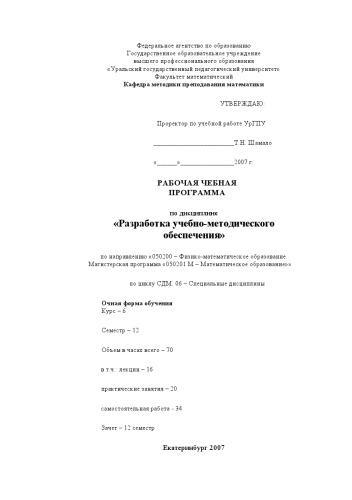 Федеральное агентство по образованию
Государственное образовательное учреждение
высшего профессионального образования
«Уральский государственный педагогический университет»
Факультет математический
Кафедра методики преподавания математики
УТВЕРЖДАЮ:
Проректор по учебной работе УрГПУ
__________________________Т.Н. Шамало
«______»_________________2007 г.
РАБОЧАЯ ЧЕБНАЯ
ПРОГРАММА
по дисциплине
«Разработка учебно-методического
обеспечения»
по направлению «050200 – Физико-математическое образование
Магистерская программа «050201 М – Математическое образование»»
по циклу СДМ. 06 – Специальные дисциплины
Очная форма обучения
Курс – 6
Семестр – 12
Объем в часах всего – 70
в т.ч.: лекции – 16
практические занятия – 20
самостоятельная работа - 34
Зачет – 12 семестр
Екатеринбург 2007